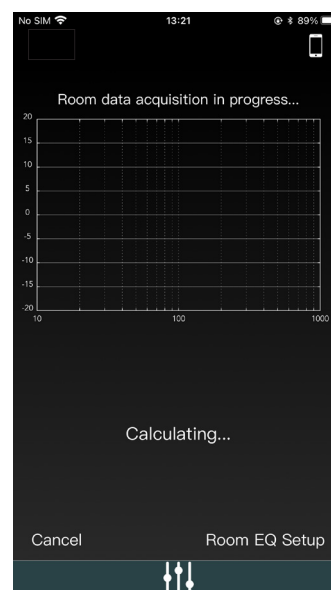 No SIM 13:21 89%
Room data acquisition in progress...
20
15
10
5
0
-5
-10
-15
-20
10 100 1000
Calculating...
Cancel Room EQ Setup